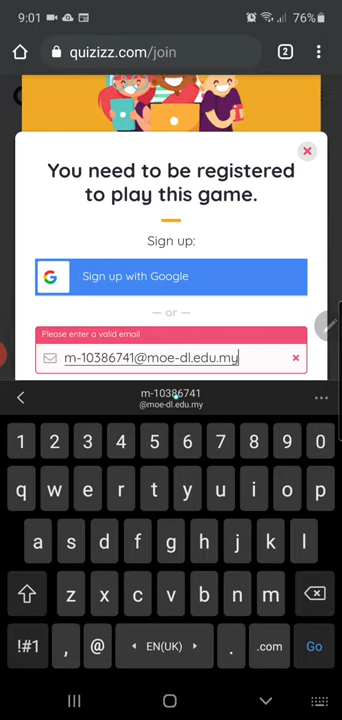 9:01
76%
quizizz.com/join
2
You need to be registered
to play this game.
Sign up:
G
Sign up with Google
or
Please enter a valid email
m-10386741@moe-dl.edu.my
m-10386741
@moe-dl.edu.my
1 2 3 4 5 6 7 8 9 0
q w e r t y u i o p
a s d f g h j k l
z x c v b n m
!#1 , @ EN(UK) . .com Go